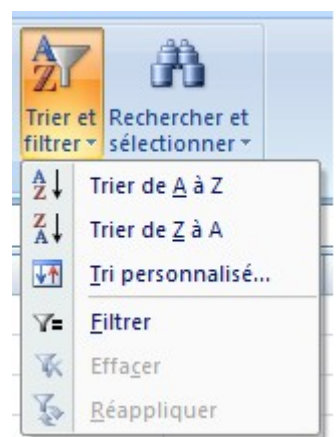 Trier et
filtrer
Rechercher et
sélectionner
Trier de A à Z
Trier de Z à A
Tri personnalisé...
Filtrer
Effacer
Réappliquer